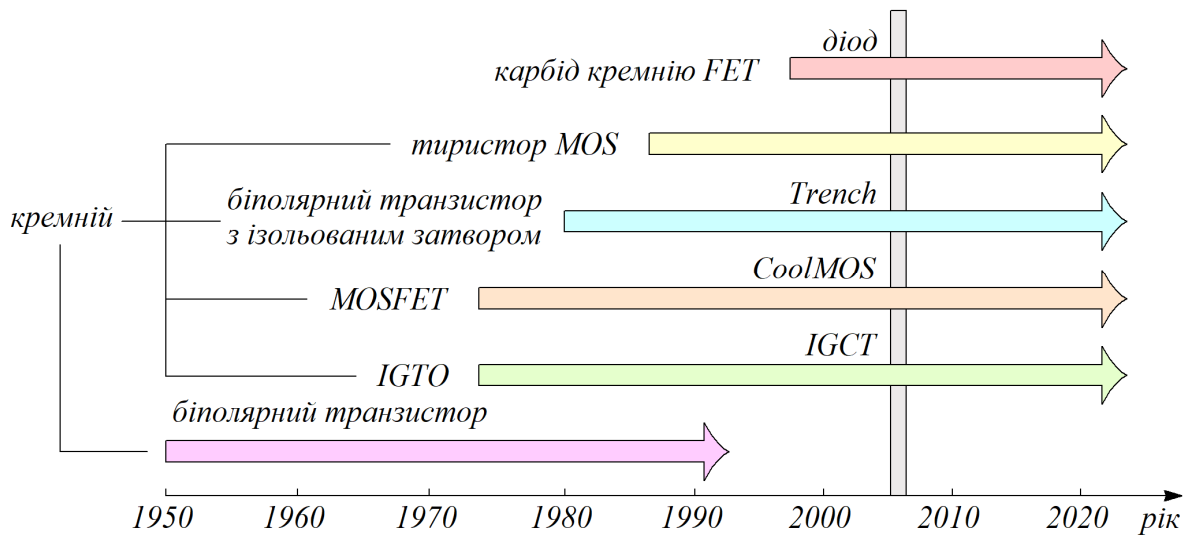 діод
карбід кремнію FET
тиристор MOS
біполярний транзистор
з ізольованим затвором
Trench
кремній
CoolMOS
MOSFET
IGCT
IGTO
біполярний транзистор
1950 1960 1970 1980 1990 2000 2010 2020 рік